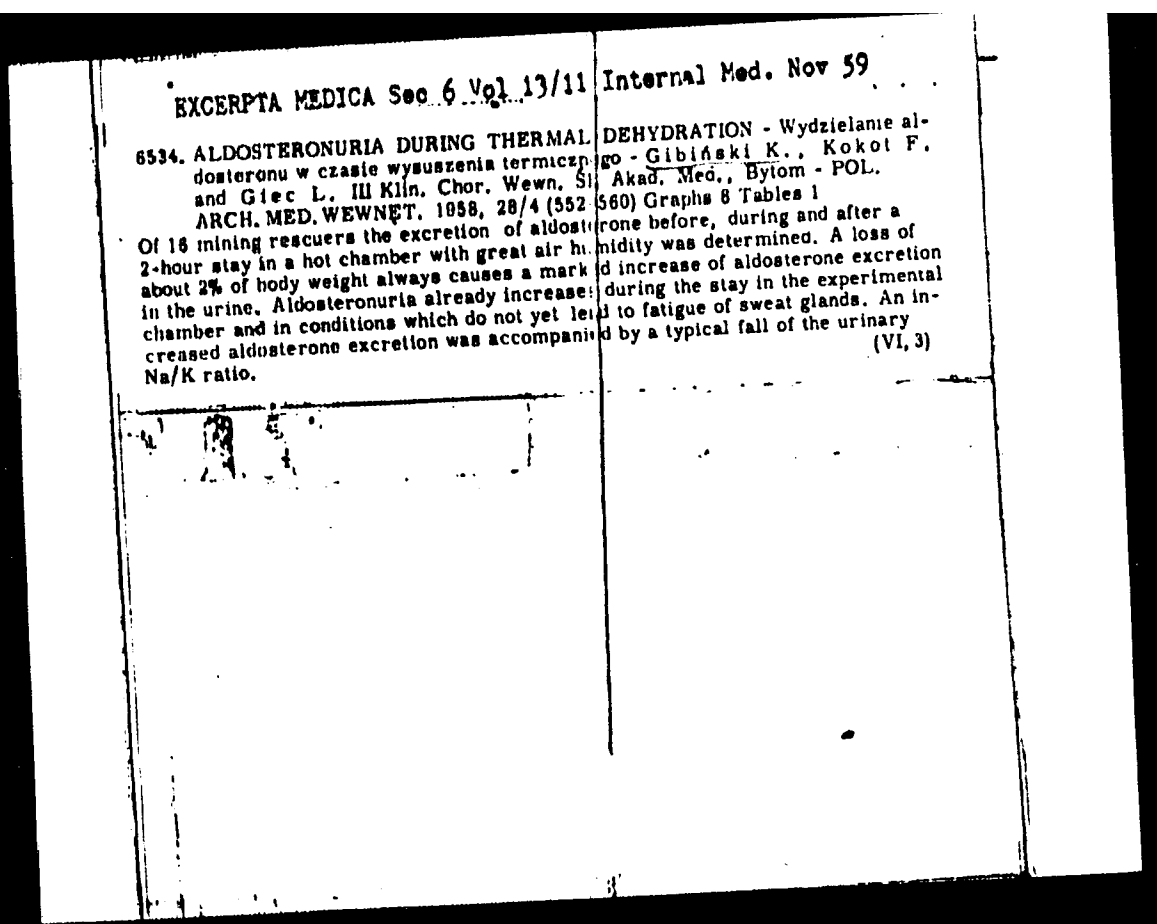 EXCERPTA MEDICA Sec 6 Vol 13/11 Internal Med. Nov 59
6534. ALDOSTERONURIA DURING THERMAL DEHYDRATION - Wydzielanie al-
dosteronu w czasie wysuszenia termicznego - Gibiński K., Kokot F.
and Giec L. III Klin. Chor. Wewn. Śl. Akad. Med., Bytom - POL.
ARCH. MED. WEWNĘT. 1958, 28/4 (552-560) Graphs 8 Tables 1
Of 16 mining rescuers the excretion of aldosterone before, during and after a
2-hour stay in a hot chamber with great air humidity was determined. A loss of
about 2% of body weight always causes a marked increase of aldosterone excretion
in the urine. Aldosteronuria already increases during the stay in the experimental
chamber and in conditions which do not yet lead to fatigue of sweat glands. An in-
creased aldosterone excretion was accompanied by a typical fall of the urinary
Na/K ratio. (VI, 3)